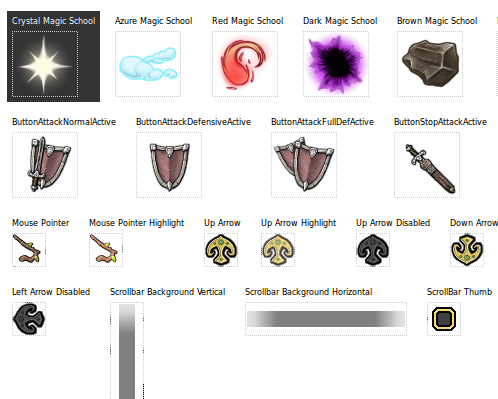 Crystal Magic School Azure Magic School Red Magic School Dark Magic School Brown Magic School
ButtonAttackNormalActive ButtonAttackDefensiveActive ButtonAttackFullDefActive ButtonStopAttackActive
Mouse Pointer Mouse Pointer Highlight Up Arrow Up Arrow Highlight Up Arrow Disabled Down Arrow
Left Arrow Disabled Scrollbar Background Vertical Scrollbar Background Horizontal ScrollBar Thumb